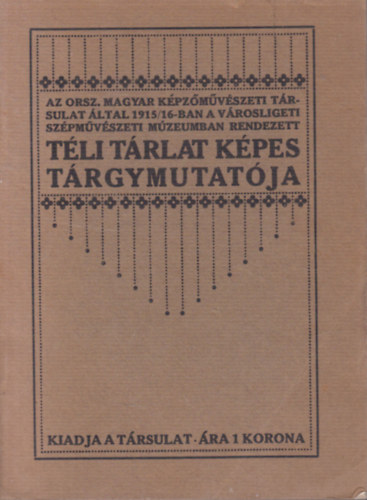 AZ ORSZ. MAGYAR KÉPZŐMŰVÉSZETI TÁR-
SULAT ÁLTAL 1915/16-BAN A VÁROSLIGETI
SZÉPMŰVÉSZETI MÚZEUMBAN RENDEZETT
TÉLI TÁRLAT KÉPES
TÁRGYMUTATÓJA
KIADJA A TÁRSULAT - ÁRA 1 KORONA